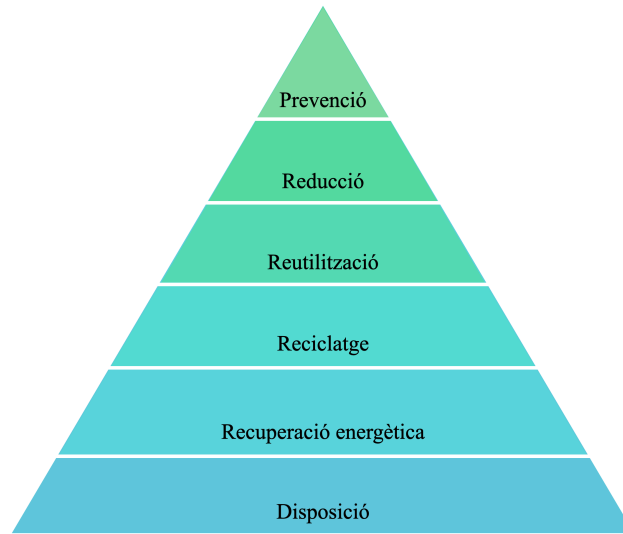 Prevenció
Reducció
Reutilització
Reciclatge
Recuperació energètica
Disposició